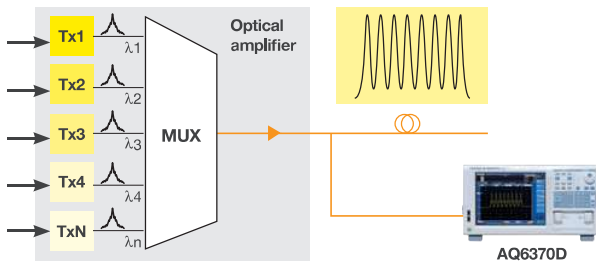 Tx1
λ1
Tx2
λ2
Tx3
λ3
Tx4
λ4
TxN
λn
MUX
Optical
amplifier
AQ6370D